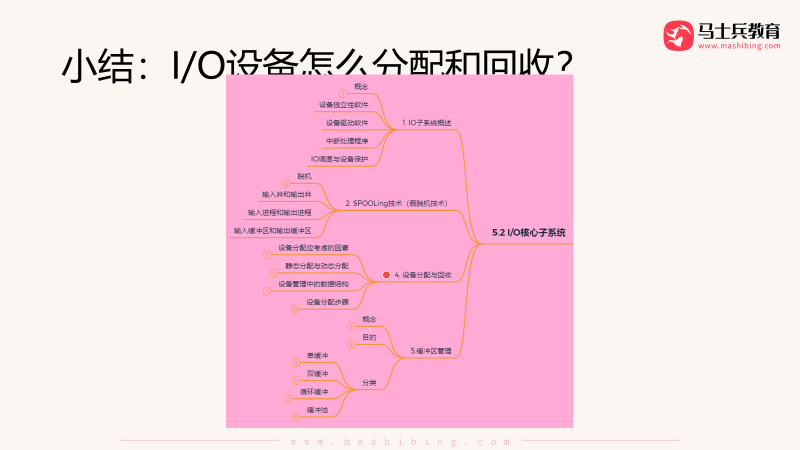 马士兵教育
www.mashibing.com
小结：I/O设备怎么分配和回收？
概念
设备独立性软件
设备驱动软件
中断处理程序
IO调度与设备保护
1. IO子系统概述
脱机
输入井和输出井
输入进程和输出进程
输入缓冲区和输出缓冲区
2. SPOOLing技术（假脱机技术）
5.2 I/O核心子系统
设备分配应考虑的因素
静态分配与动态分配
设备管理中的数据结构
设备分配步骤
4. 设备分配与回收
概念
目的
5.缓冲区管理
单缓冲
双缓冲
循环缓冲
缓冲池
分类
www.mashibing.com